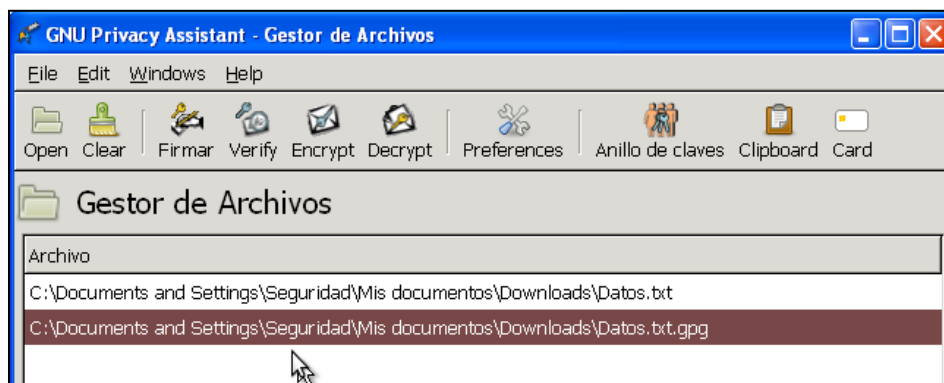 GNU Privacy Assistant - Gestor de Archivos
File Edit Windows Help
Open Clear Firmar Verify Encrypt Decrypt Preferences Anillo de claves Clipboard Card
Gestor de Archivos
Archivo
C:\Documents and Settings\Seguridad\Mis documentos\Downloads\Datos.txt
C:\Documents and Settings\Seguridad\Mis documentos\Downloads\Datos.txt.gpg